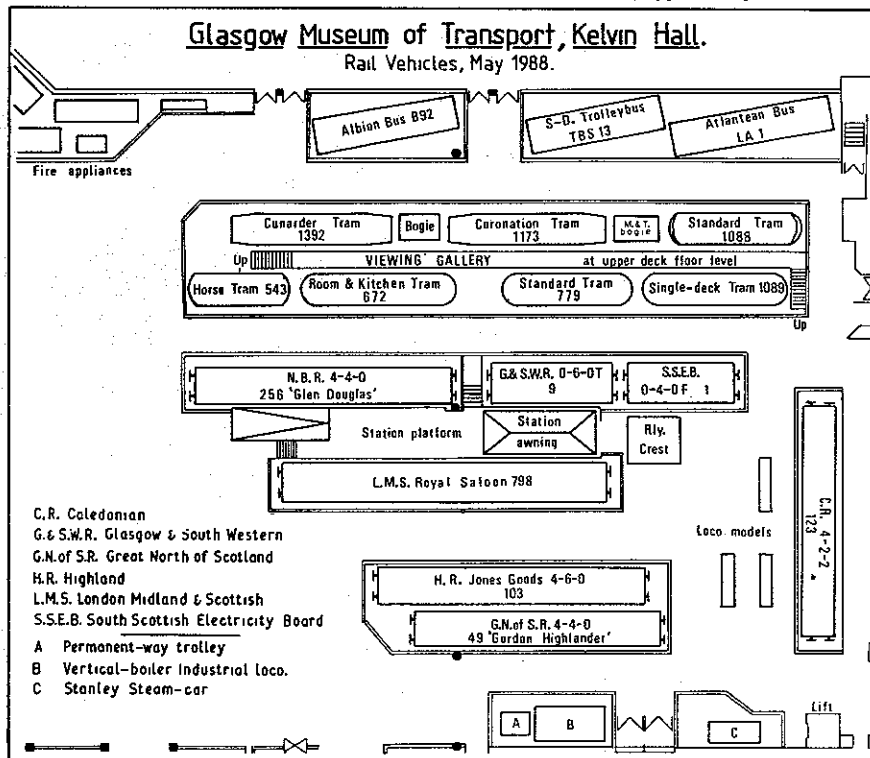 Glasgow Museum of Transport, Kelvin Hall.
Rail Vehicles, May 1988.
Albion Bus B92
S-D. Trolleybus
TBS 13
Atlantean Bus
LA 1
Fire appliances
Cunarder Tram
1392
Bogie
Coronation Tram
1173
M.& T.
bogie
Standard Tram
1088
Up
VIEWING GALLERY
at upper deck floor level
Horse Tram 543
Room & Kitchen Tram
672
Standard Tram
779
Single-deck Tram 1089
Up
N.B.R. 4-4-0
256 'Glen Douglas'
G.& S.W.R. 0-6-0T
9
S.S.E.B.
0-4-0F 1
Station platform
Station
awning
Rly.
Crest
L.M.S. Royal Saloon 798
C.R. 4-2-2
123
Loco models
C.R. Caledonian
G.& S.W.R. Glasgow & South Western
G.N.of S.R. Great North of Scotland
H.R. Highland
L.M.S. London Midland & Scottish
S.S.E.B. South Scottish Electricity Board
A Permanent-way trolley
B Vertical-boiler Industrial loco.
C Stanley Steam-car
H.R. Jones Goods 4-6-0
103
G.N.of S.R. 4-4-0
49 'Gordon Highlander'
A
B
C
Lift